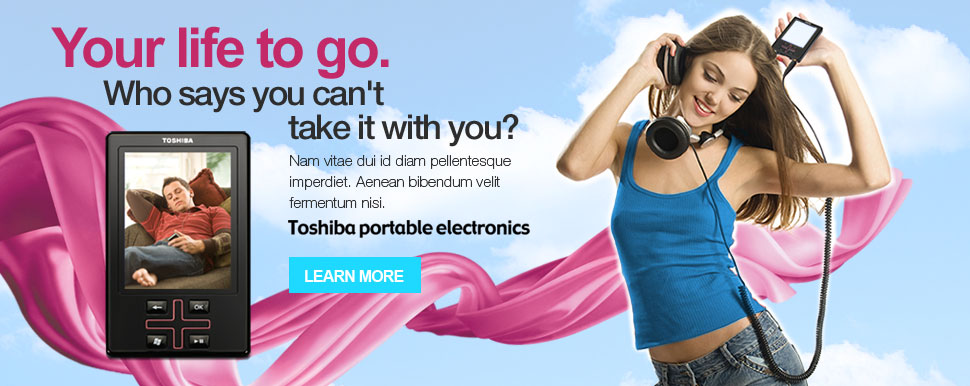 Your life to go.
Who says you can't
take it with you?
Nam vitae dui id diam pellentesque
imperdiet. Aenean bibendum velit
fermentum nisi.
Toshiba portable electronics
LEARN MORE
TOSHIBA
OK